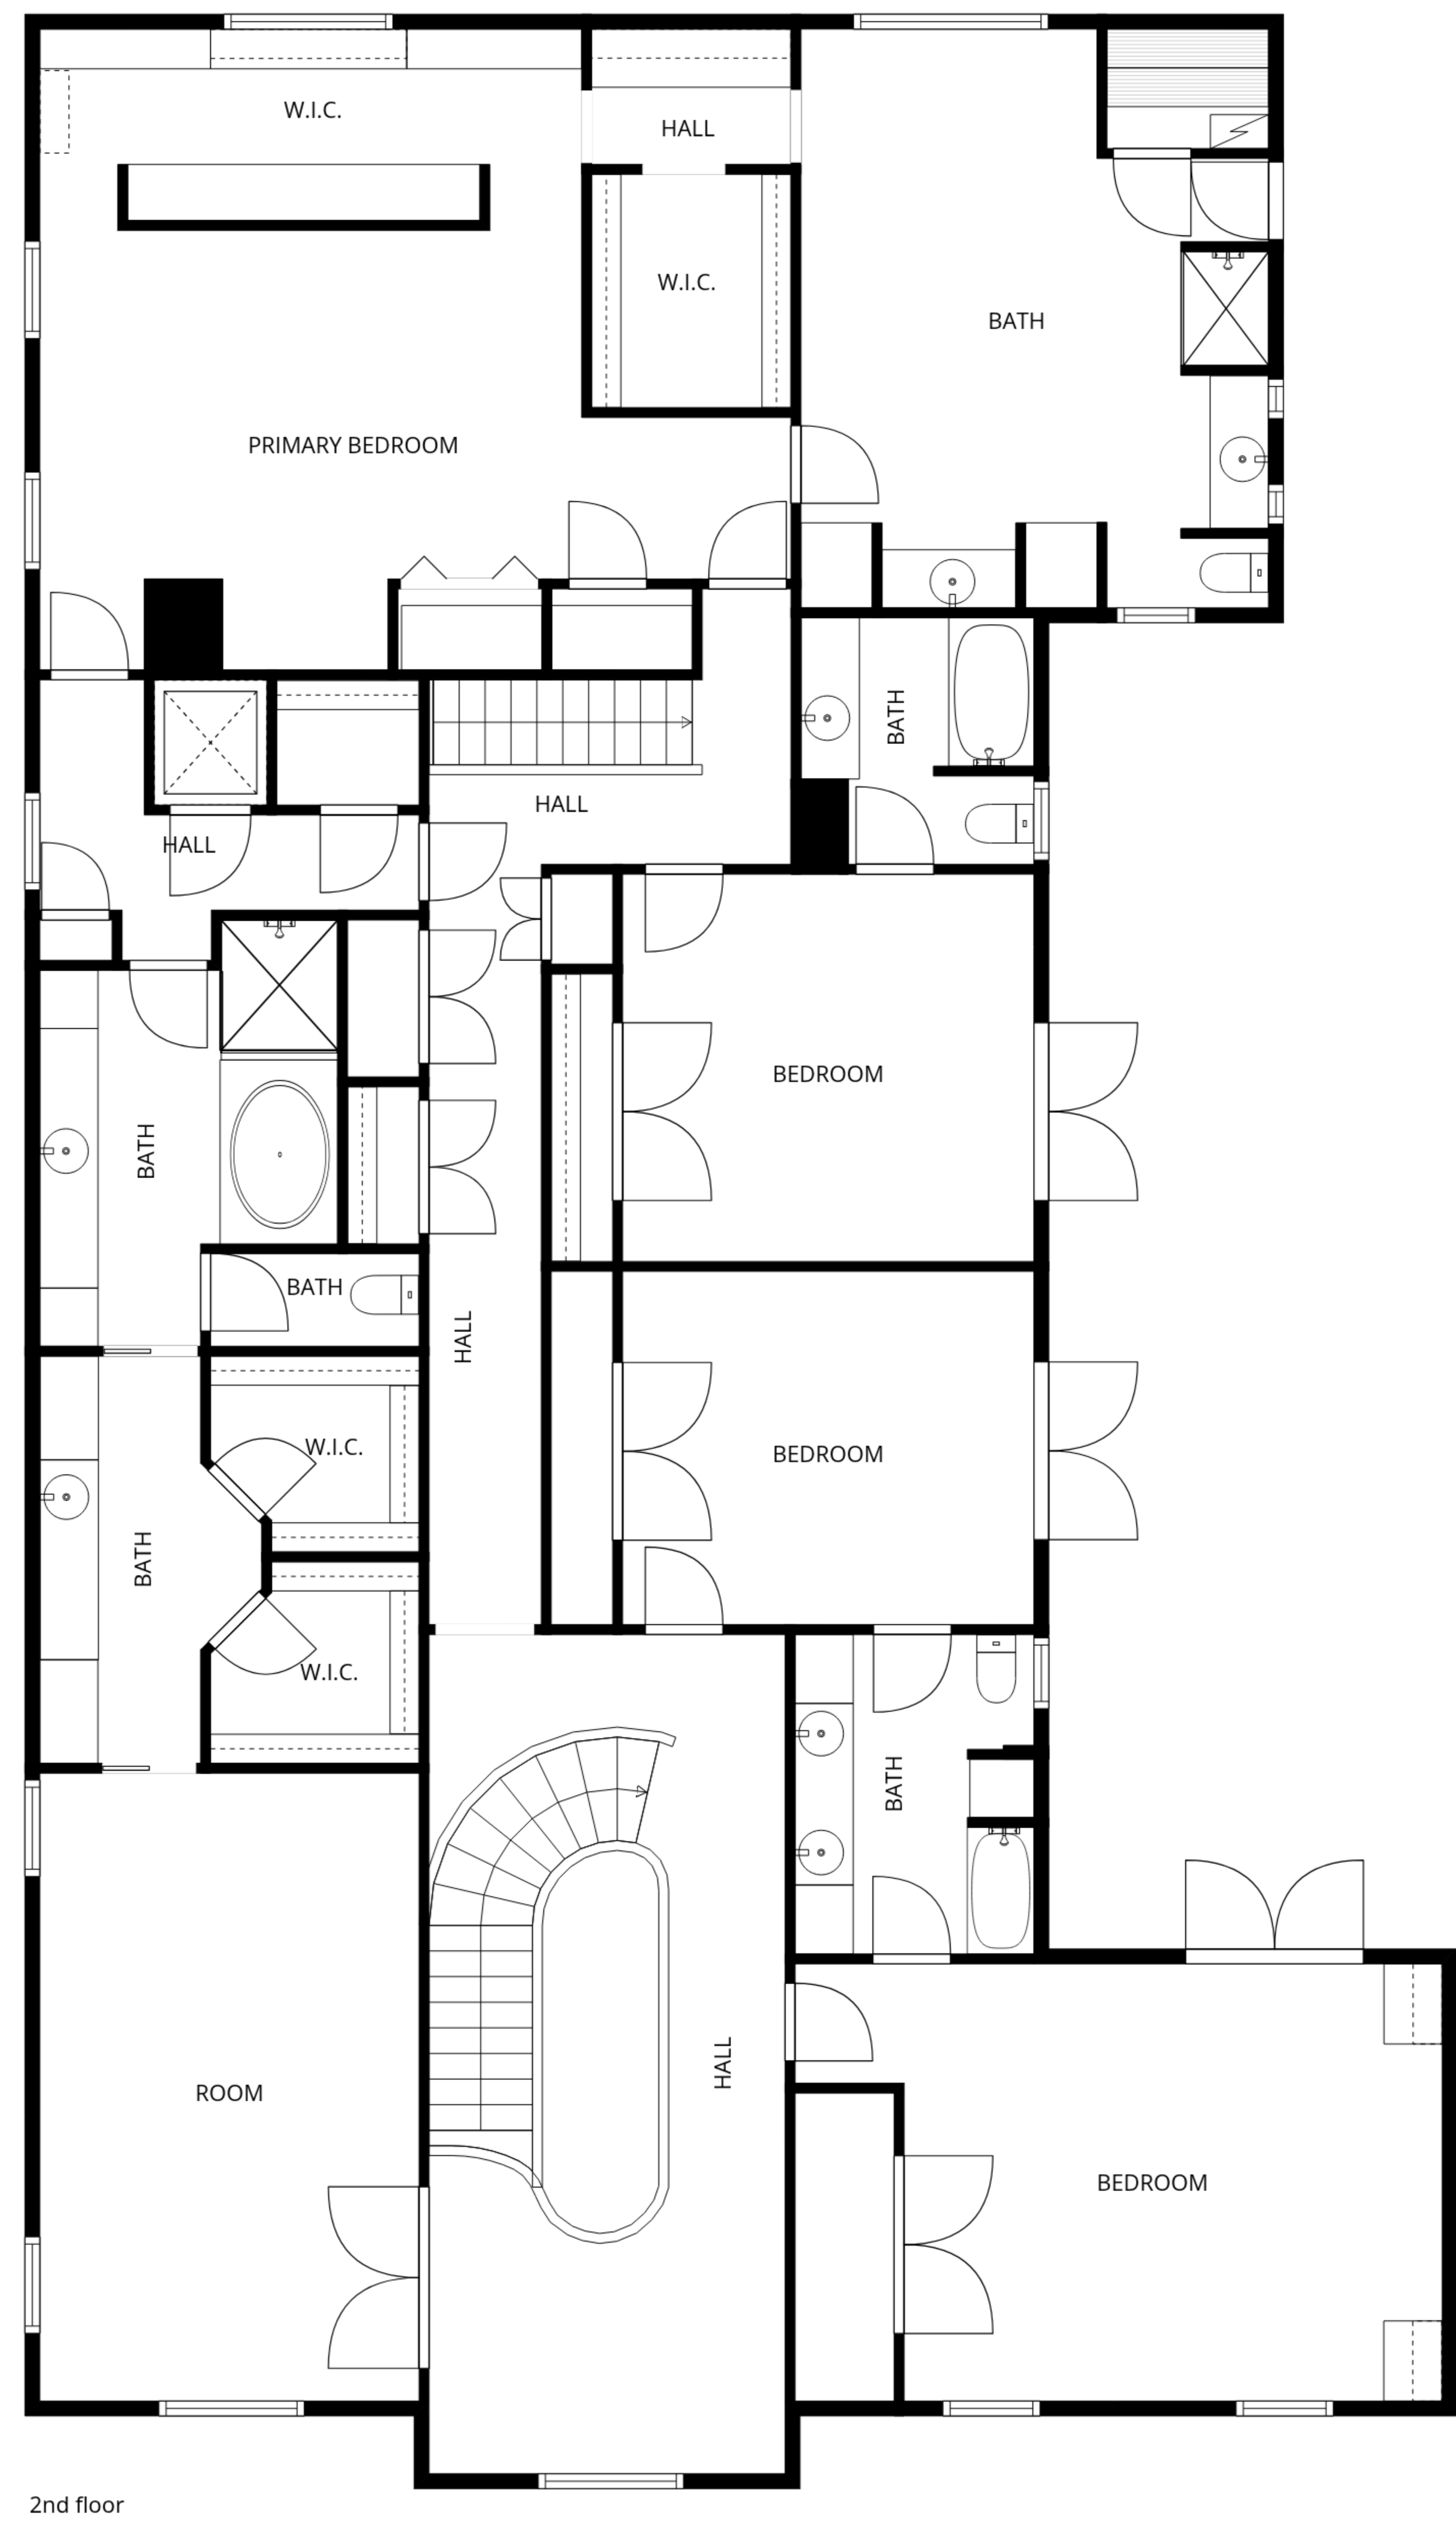 W.I.C.
HALL
W.I.C.
BATH
PRIMARY BEDROOM
BATH
HALL
HALL
BEDROOM
BATH
BATH
HALL
W.I.C.
BEDROOM
BATH
W.I.C.
BATH
HALL
ROOM
BEDROOM
2nd floor